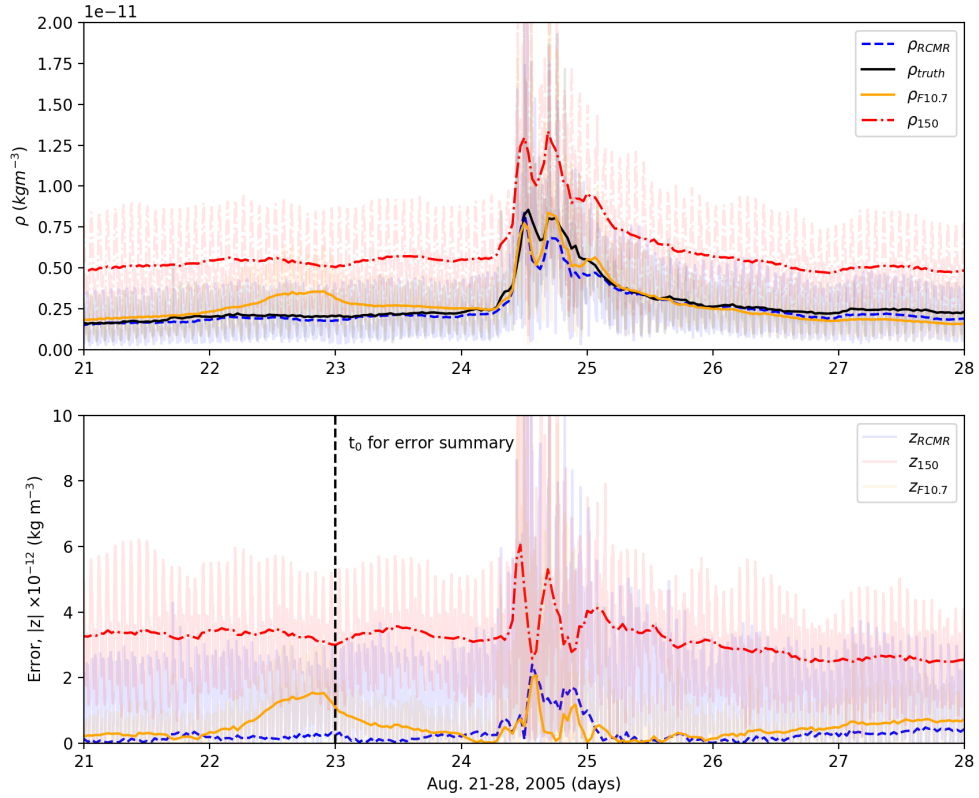 1e−11
2.00
1.75
1.50
1.25
1.00
0.75
0.50
0.25
0.00
ρ (kgm⁻³)
ρ_RCMR
ρ_truth
ρ_F10.7
ρ_150
21 22 23 24 25 26 27 28
10
8
6
4
2
0
Error, |z| ×10⁻¹² (kg m⁻³)
t₀ for error summary
z_RCMR
z_150
z_F10.7
21 22 23 24 25 26 27 28
Aug. 21-28, 2005 (days)